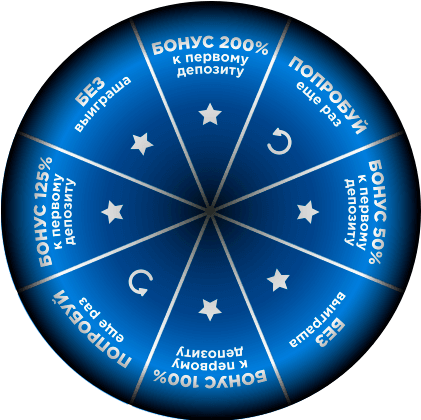 БОНУС 200%
к первому
депозиту
ПОПРОБУЙ
еще раз
БОНУС 50%
к первому
депозиту
БЕЗ
выиграша
БОНУС 100%
к первому
депозиту
ПОПРОБУЙ
еще раз
БОНУС 125%
к первому
депозиту
БЕЗ
выиграша